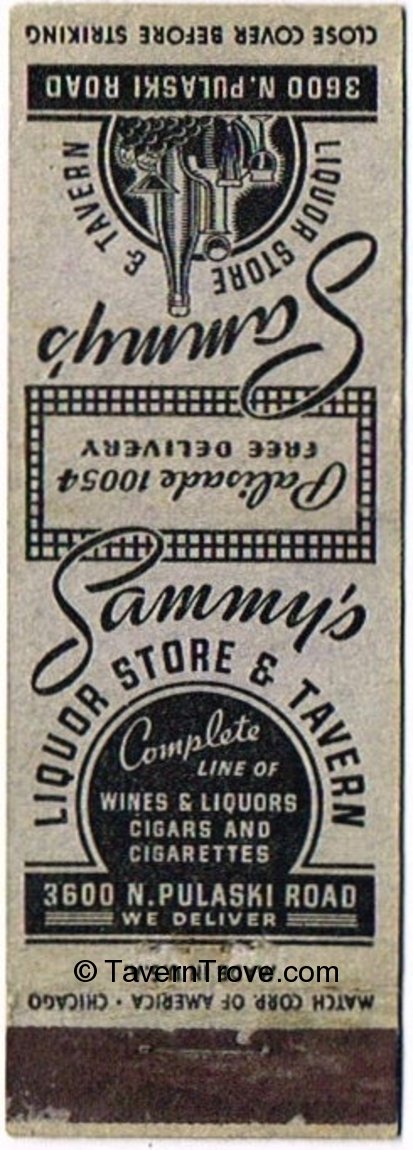 CLOSE COVER BEFORE STRIKING
3600 N. PULASKI ROAD
LIQUOR STORE & TAVERN
Sammy's
Palisade 10054
FREE DELIVERY
Sammy's
LIQUOR STORE & TAVERN
Complete
LINE OF
WINES & LIQUORS
CIGARS AND
CIGARETTES
3600 N. PULASKI ROAD
WE DELIVER
© TavernTrove.com
MATCH CORP. OF AMERICA • CHICAGO